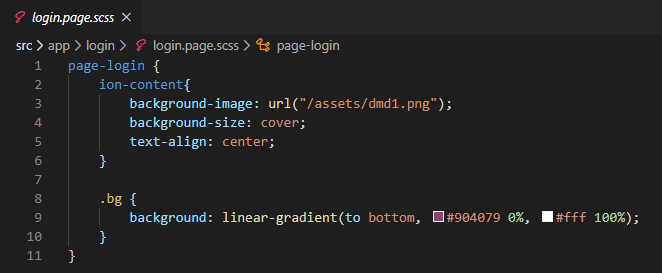 login.page.scss ×
src > app > login > login.page.scss > page-login
1 page-login {
2 ion-content{
3 background-image: url("/assets/dmd1.png");
4 background-size: cover;
5 text-align: center;
6 }
7
8 .bg {
9 background: linear-gradient(to bottom, #904079 0%, #fff 100%);
10 }
11 }